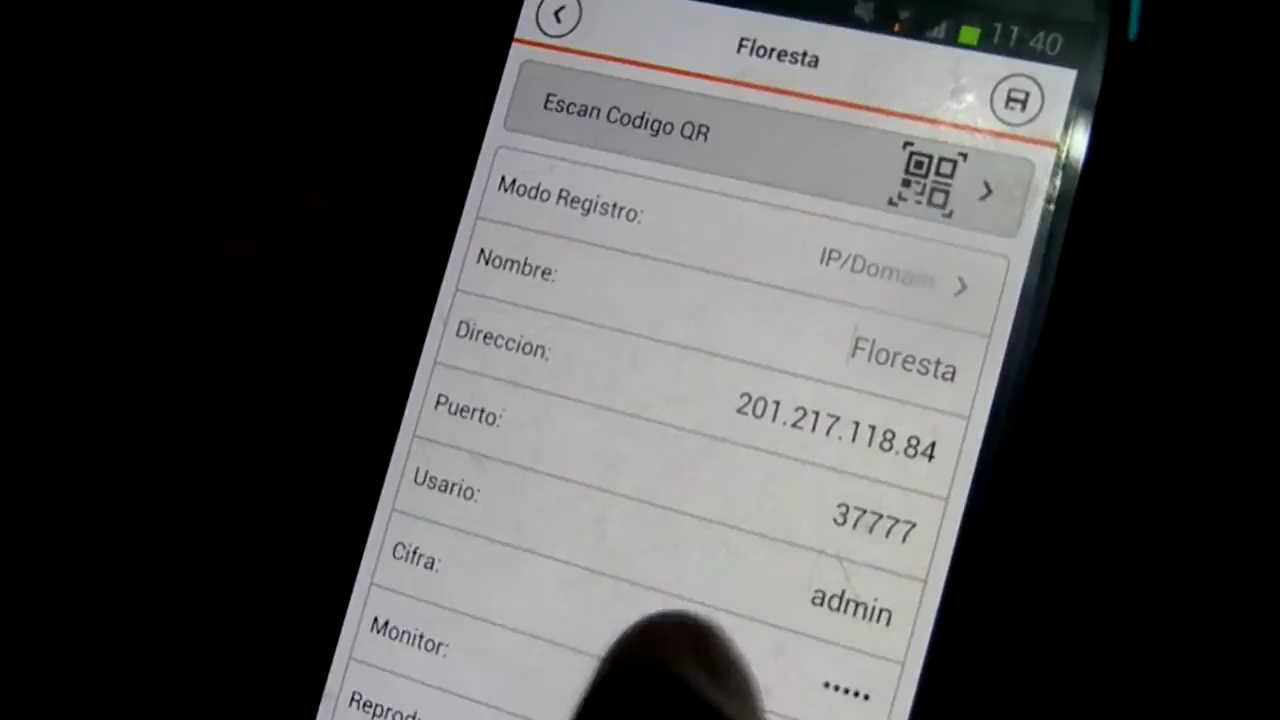 11:40
Floresta
Escan Codigo QR
Modo Registro: IP/Domain
Nombre: Floresta
Direccion: 201.217.118.84
Puerto: 37777
Usario: admin
Cifra: •••••
Monitor: